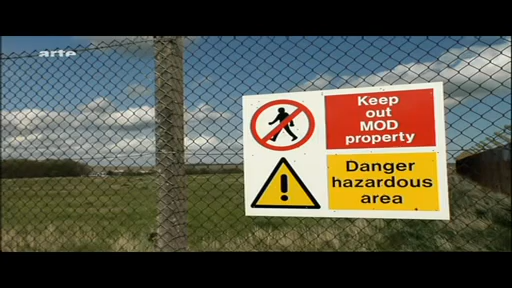 arte
Keep
out
MOD
property
Danger
hazardous
area